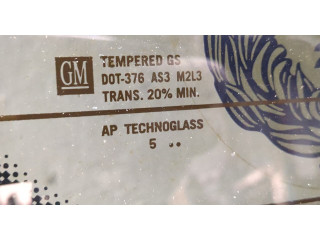 GM
TEMPERED GS
DOT-376 AS3 M2L3
TRANS. 20% MIN.
AP TECHNOGLASS
5 ..